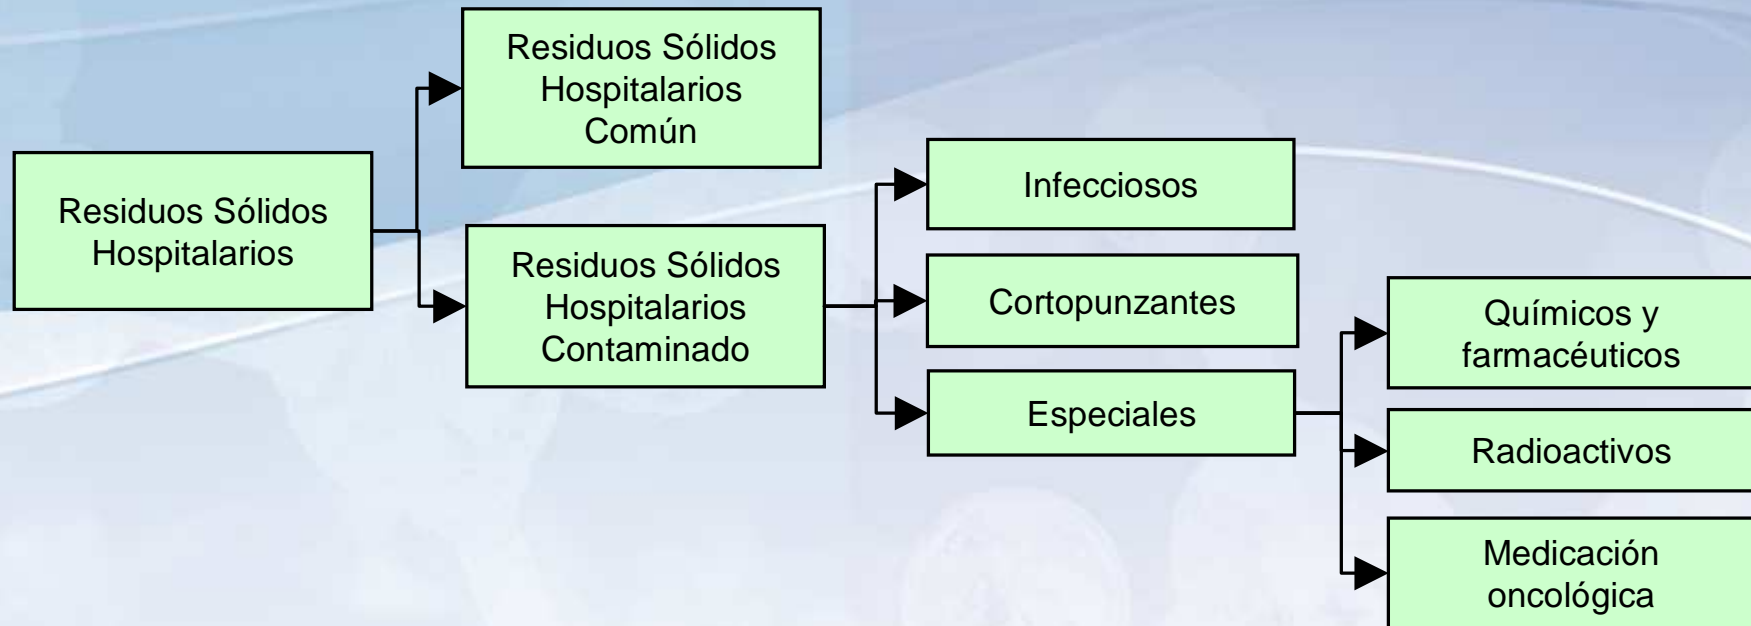 Residuos Sólidos
Hospitalarios
Residuos Sólidos
Hospitalarios
Común
Residuos Sólidos
Hospitalarios
Contaminado
Infecciosos
Cortopunzantes
Especiales
Químicos y
farmacéuticos
Radioactivos
Medicación
oncológica